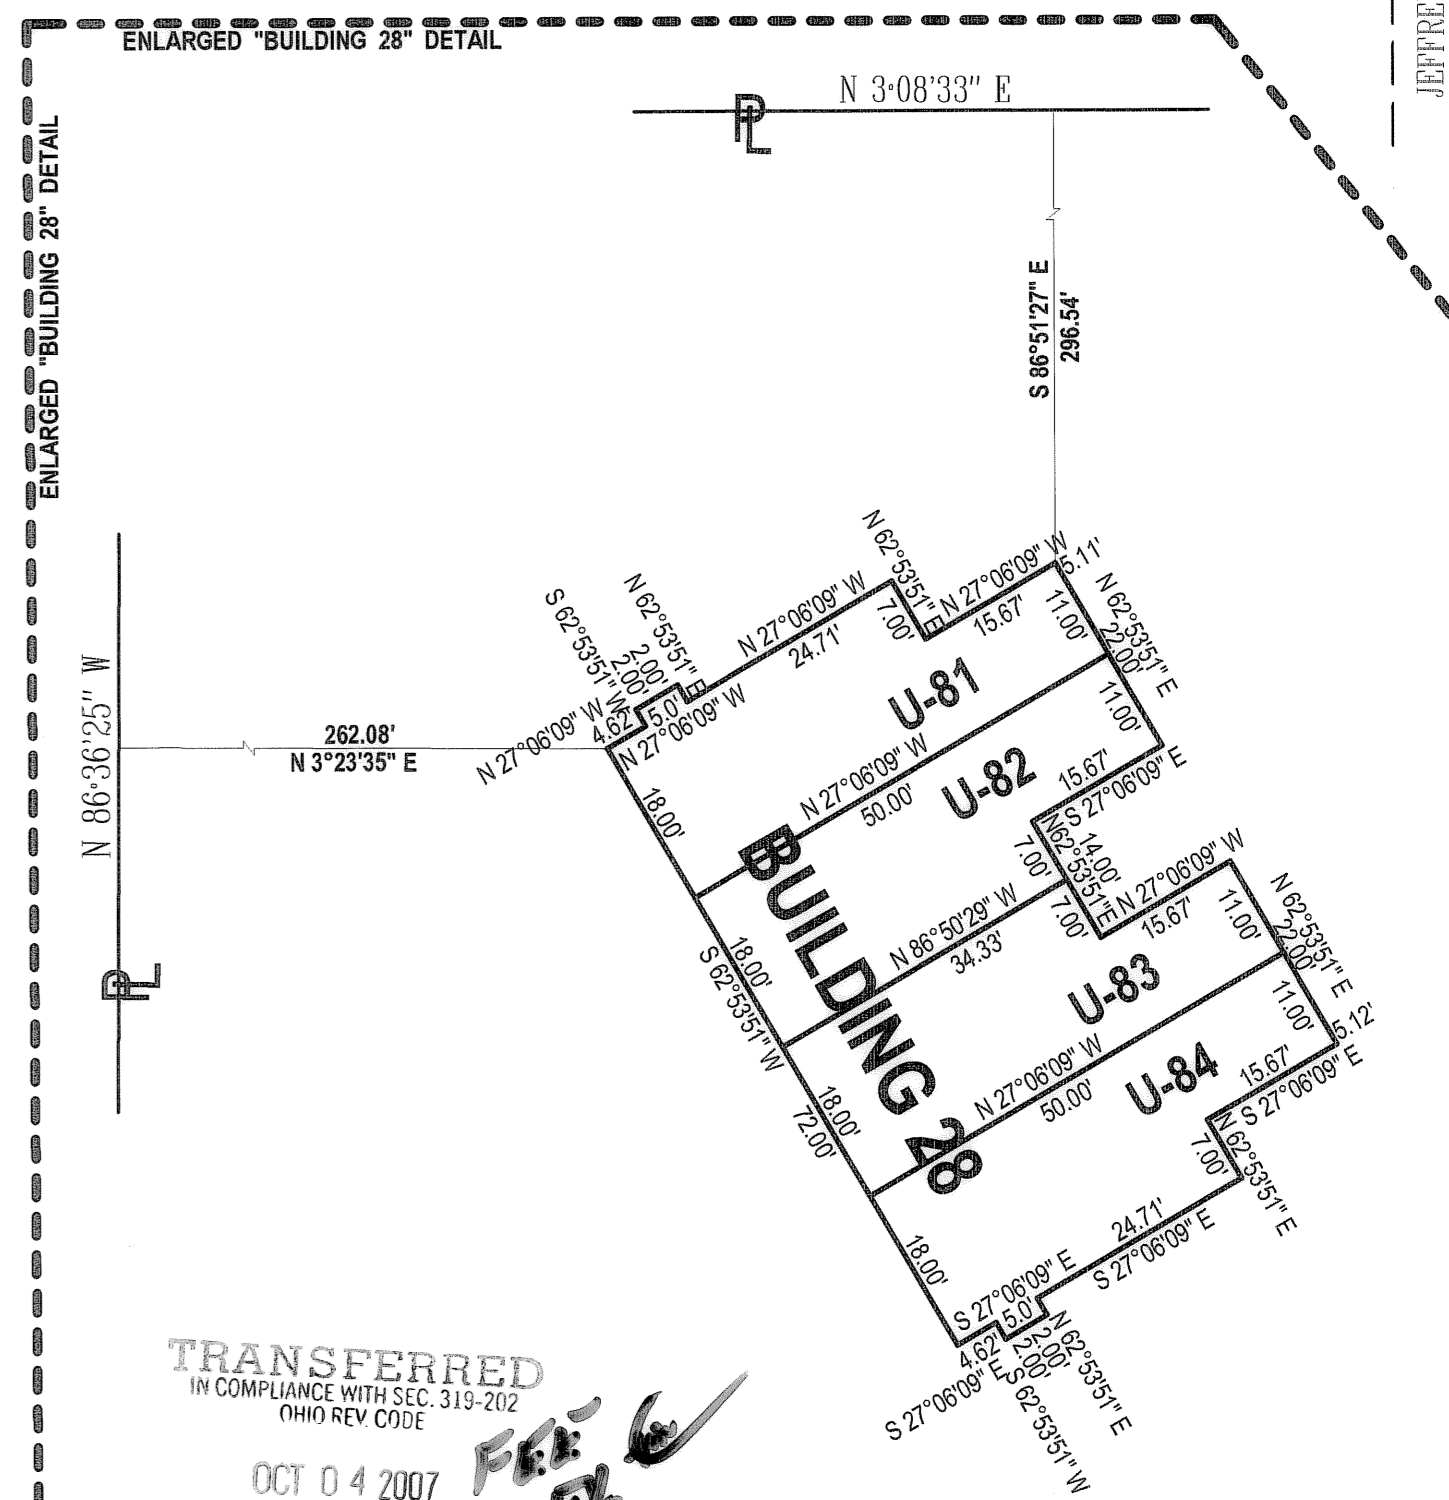 ENLARGED "BUILDING 28" DETAIL
ENLARGED "BUILDING 28" DETAIL
JEFFRE
N 3°08'33" E
PL
S 86°51'27" E
296.54'
N 86°36'25" W
PL
262.08'
N 3°23'35" E
N 27°06'09" W
4.62'
S 62°53'51" W
2.00'
N 27°06'09" W
5.0'
N 62°53'51" E
2.00'
N 27°06'09" W
24.71'
N 62°53'51" E
7.00'
N 27°06'09" W
15.67'
5.11'
11.00'
N 62°53'51" E
22.00'
11.00'
U-81
N 27°06'09" W
50.00'
U-82
15.67'
S 27°06'09" E
7.00'
14.00'
N62°53'51"E
7.00'
N 86°50'29" W
34.33'
N 27°06'09" W
15.67'
11.00'
N 62°53'51" E
22.00'
11.00'
U-83
N 27°06'09" W
50.00'
U-84
5.12'
15.67'
S 27°06'09" E
7.00'
N 62°53'51" E
24.71'
S 27°06'09" E
S 27°06'09" E
5.0'
N 62°53'51" E
2.00'
2.00'
S 62°53'51" W
4.62'
S 27°06'09" E
18.00'
18.00'
S 62°53'51" W
18.00'
72.00'
18.00'
BUILDING 28
TRANSFERRED
IN COMPLIANCE WITH SEC. 319-202
OHIO REV. CODE
OCT 04 2007
FEE